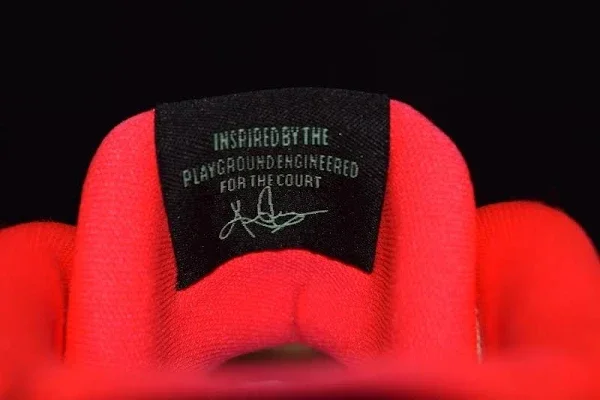 INSPIRED BY THE
PLAYGROUND ENGINEERED
FOR THE COURT